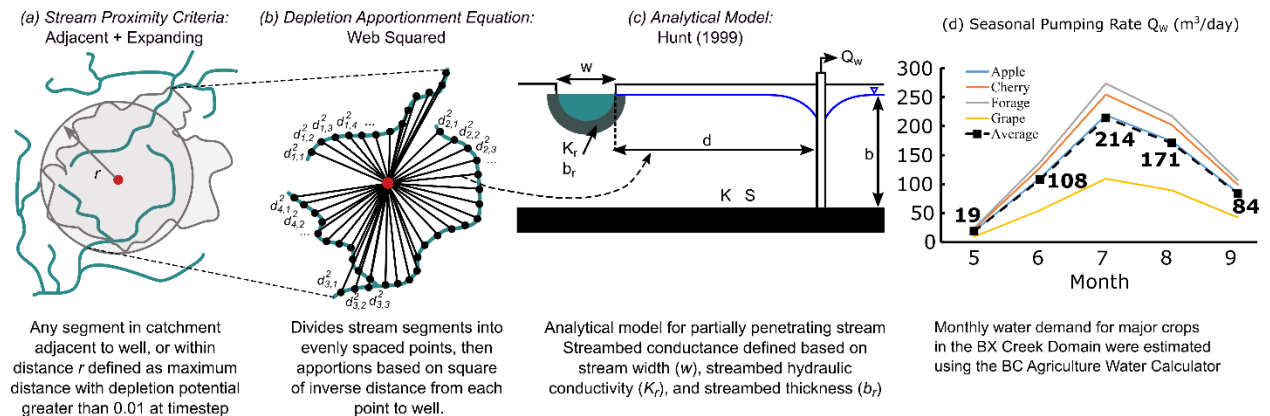 (a) Stream Proximity Criteria:
Adjacent + Expanding
r
Any segment in catchment
adjacent to well, or within
distance r defined as maximum
distance with depletion potential
greater than 0.01 at timestep
(b) Depletion Apportionment Equation:
Web Squared
d²1,1
d²1,2
d²1,3
d²1,4
...
d²2,1
d²2,2
d²2,3
...
d²4,1
d²4,2
...
d²3,1
d²3,2
d²3,3
Divides stream segments into
evenly spaced points, then
apportions based on square
of inverse distance from each
point to well.
(c) Analytical Model:
Hunt (1999)
w
Qw
Kr
br
d
b
K S
Analytical model for partially penetrating stream
Streambed conductance defined based on
stream width (w), streambed hydraulic
conductivity (Kr), and streambed thickness (br)
(d) Seasonal Pumping Rate Qw (m³/day)
300
250
200
150
100
50
0
Apple
Cherry
Forage
Grape
Average
19
108
214
171
84
5 6 7 8 9
Month
Monthly water demand for major crops
in the BX Creek Domain were estimated
using the BC Agriculture Water Calculator